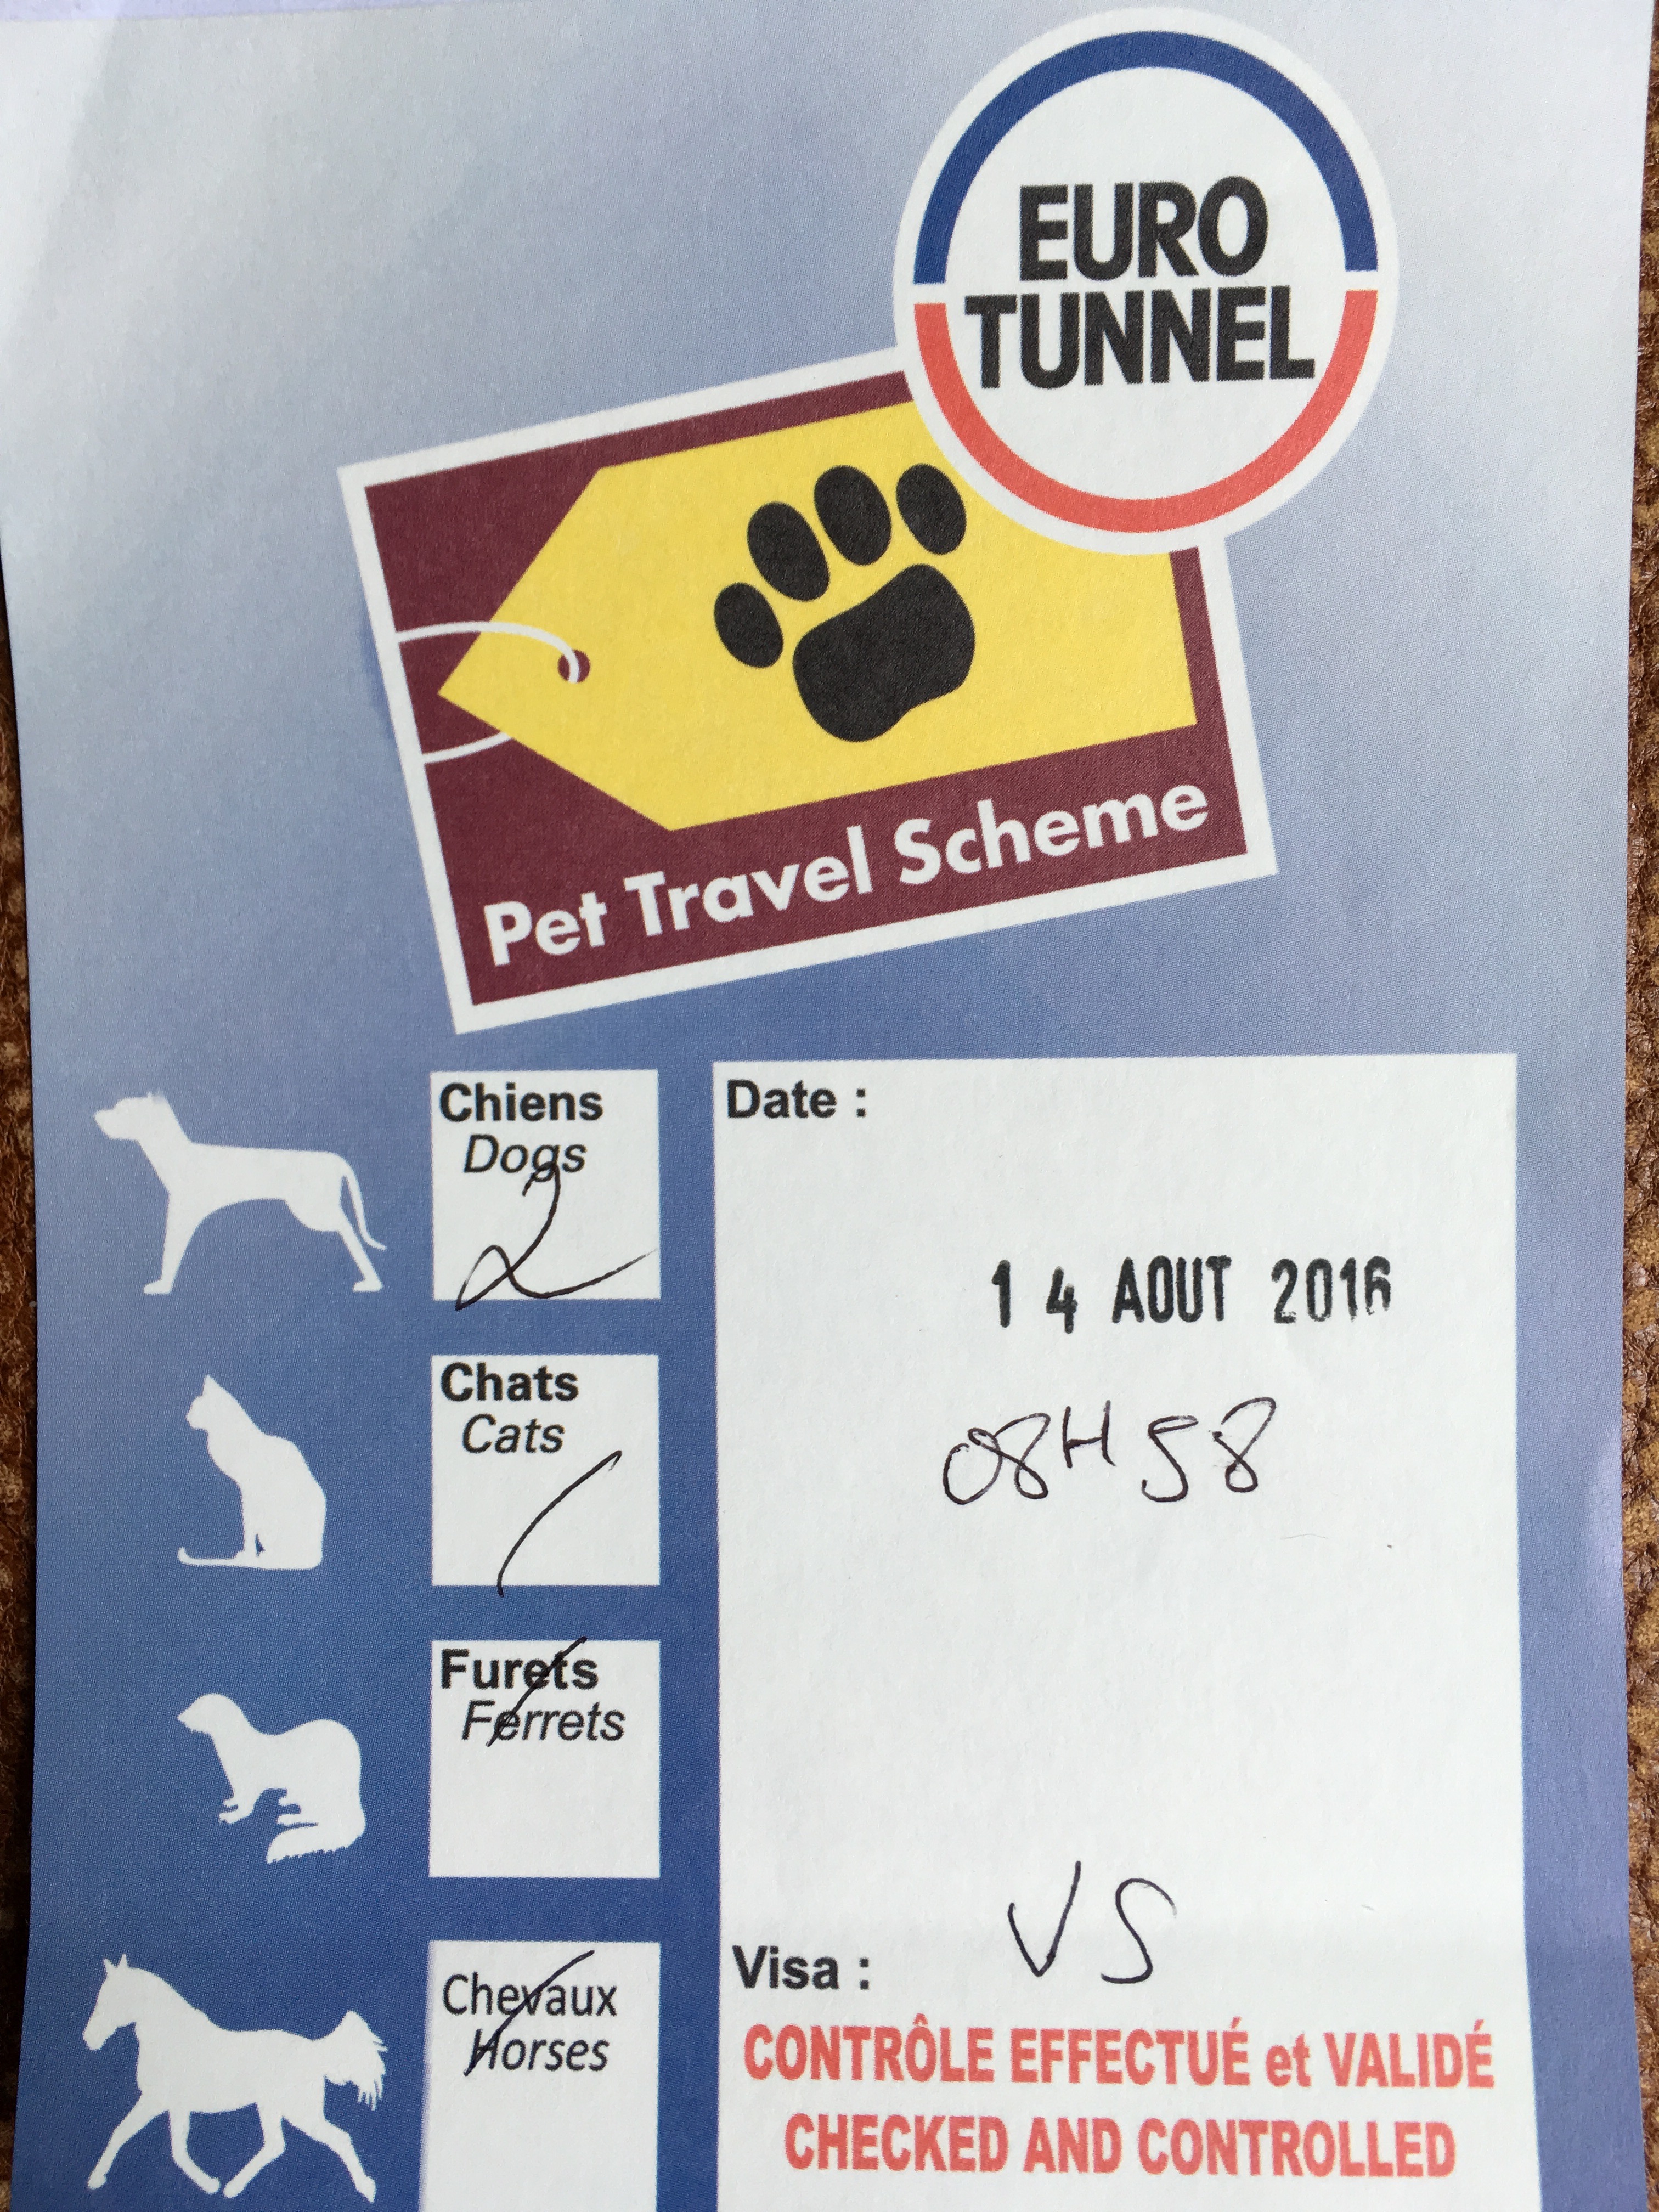 EURO
TUNNEL
Pet Travel Scheme
Chiens
Dogs
2
Chats
Cats
/
Furets
Ferrets
/
Chevaux
Horses
/
Date :
14 AOUT 2016
08H58
VS
Visa :
CONTRÔLE EFFECTUÉ et VALIDÉ
CHECKED AND CONTROLLED